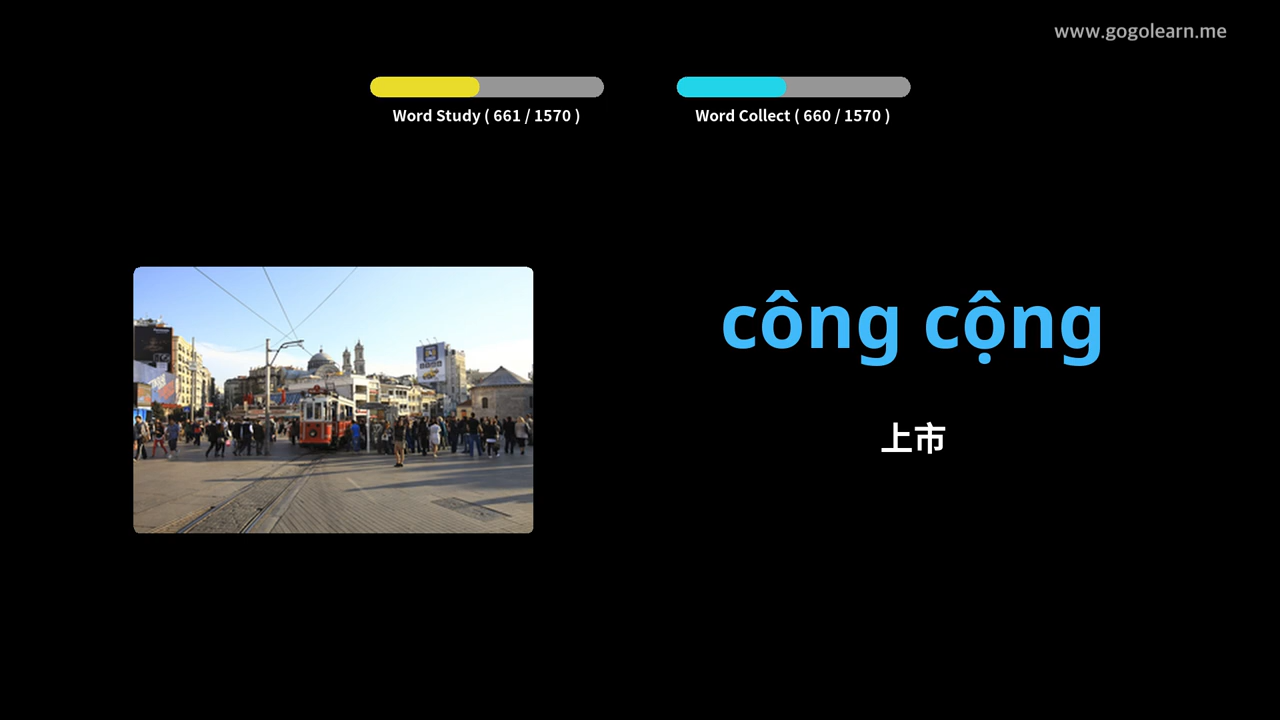 www.gogolearn.me
Word Study ( 661 / 1570 )
Word Collect ( 660 / 1570 )
công cộng
上市